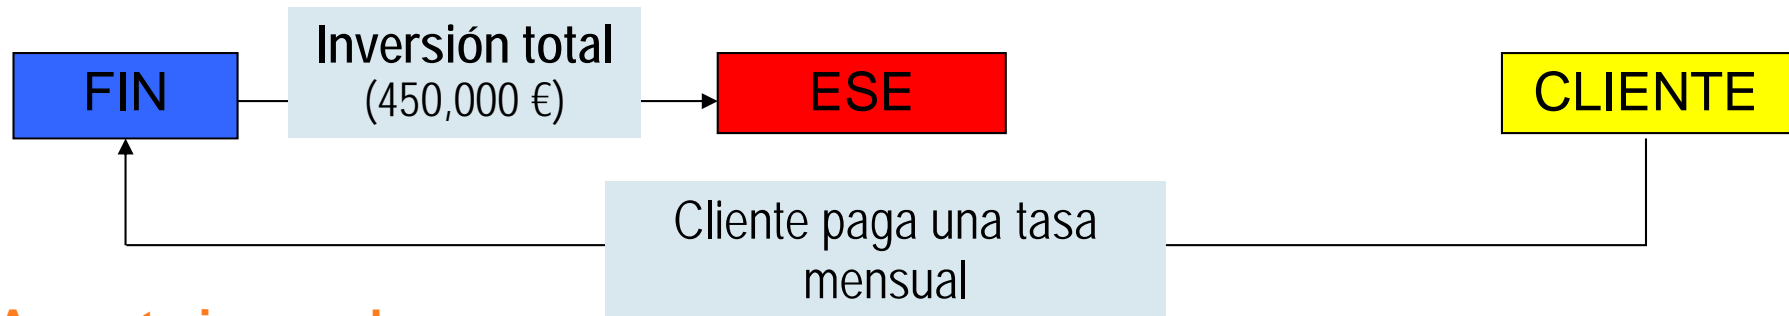 FIN
Inversión total
(450,000 €)
ESE
CLIENTE
Cliente paga una tasa
mensual